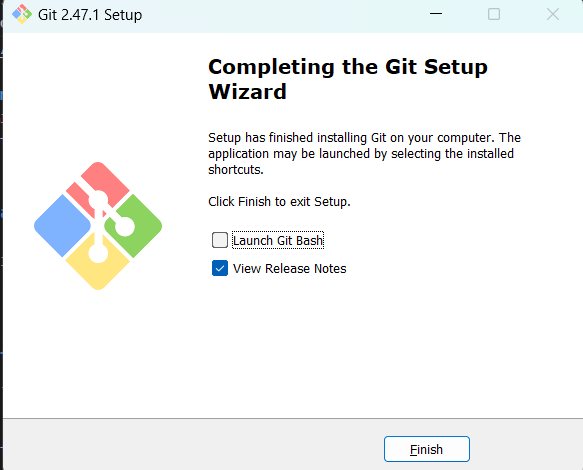 Git 2.47.1 Setup
Completing the Git Setup
Wizard
Setup has finished installing Git on your computer. The
application may be launched by selecting the installed
shortcuts.
Click Finish to exit Setup.
Launch Git Bash
View Release Notes
Finish